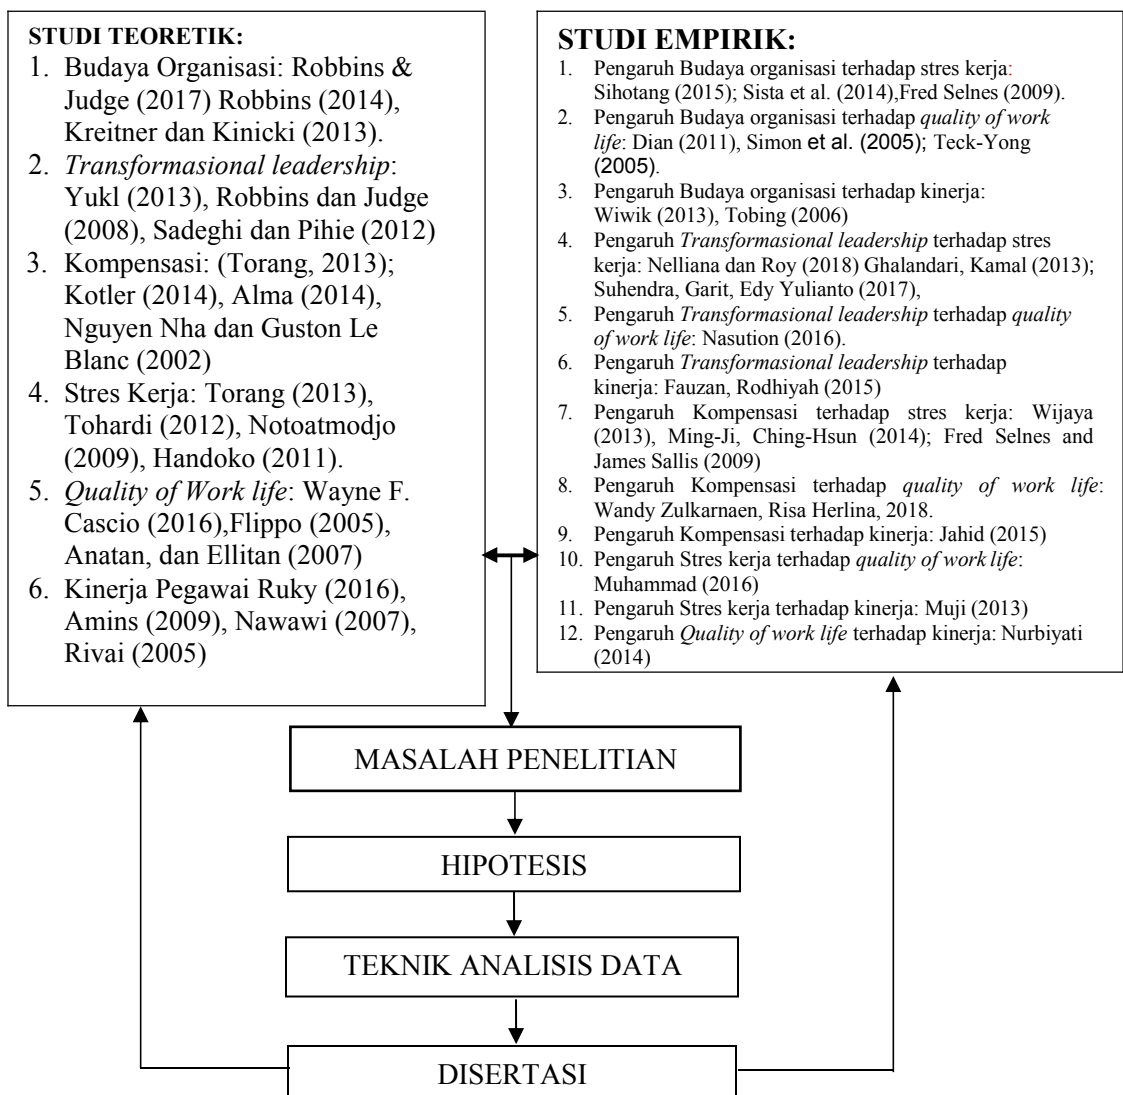 STUDI TEORETIK:
1. Budaya Organisasi: Robbins &
Judge (2017) Robbins (2014),
Kreitner dan Kinicki (2013).
2. Transformasional leadership:
Yukl (2013), Robbins dan Judge
(2008), Sadeghi dan Pihie (2012)
3. Kompensasi: (Torang, 2013);
Kotler (2014), Alma (2014),
Nguyen Nha dan Guston Le
Blanc (2002)
4. Stres Kerja: Torang (2013),
Tohardi (2012), Notoatmodjo
(2009), Handoko (2011).
5. Quality of Work life: Wayne F.
Cascio (2016),Flippo (2005),
Anatan, dan Ellitan (2007)
6. Kinerja Pegawai Ruky (2016),
Amins (2009), Nawawi (2007),
Rivai (2005)
STUDI EMPIRIK:
1. Pengaruh Budaya organisasi terhadap stres kerja:
Sihotang (2015); Sista et al. (2014),Fred Selnes (2009).
2. Pengaruh Budaya organisasi terhadap quality of work
life: Dian (2011), Simon et al. (2005); Teck-Yong
(2005).
3. Pengaruh Budaya organisasi terhadap kinerja:
Wiwik (2013), Tobing (2006)
4. Pengaruh Transformasional leadership terhadap stres
kerja: Nelliana dan Roy (2018) Ghalandari, Kamal (2013);
Suhendra, Garit, Edy Yulianto (2017),
5. Pengaruh Transformasional leadership terhadap quality
of work life: Nasution (2016).
6. Pengaruh Transformasional leadership terhadap
kinerja: Fauzan, Rodhiyah (2015)
7. Pengaruh Kompensasi terhadap stres kerja: Wijaya
(2013), Ming-Ji, Ching-Hsun (2014); Fred Selnes and
James Sallis (2009)
8. Pengaruh Kompensasi terhadap quality of work life:
Wandy Zulkarnaen, Risa Herlina, 2018.
9. Pengaruh Kompensasi terhadap kinerja: Jahid (2015)
10. Pengaruh Stres kerja terhadap quality of work life:
Muhammad (2016)
11. Pengaruh Stres kerja terhadap kinerja: Muji (2013)
12. Pengaruh Quality of work life terhadap kinerja: Nurbiyati
(2014)
MASALAH PENELITIAN
HIPOTESIS
TEKNIK ANALISIS DATA
DISERTASI